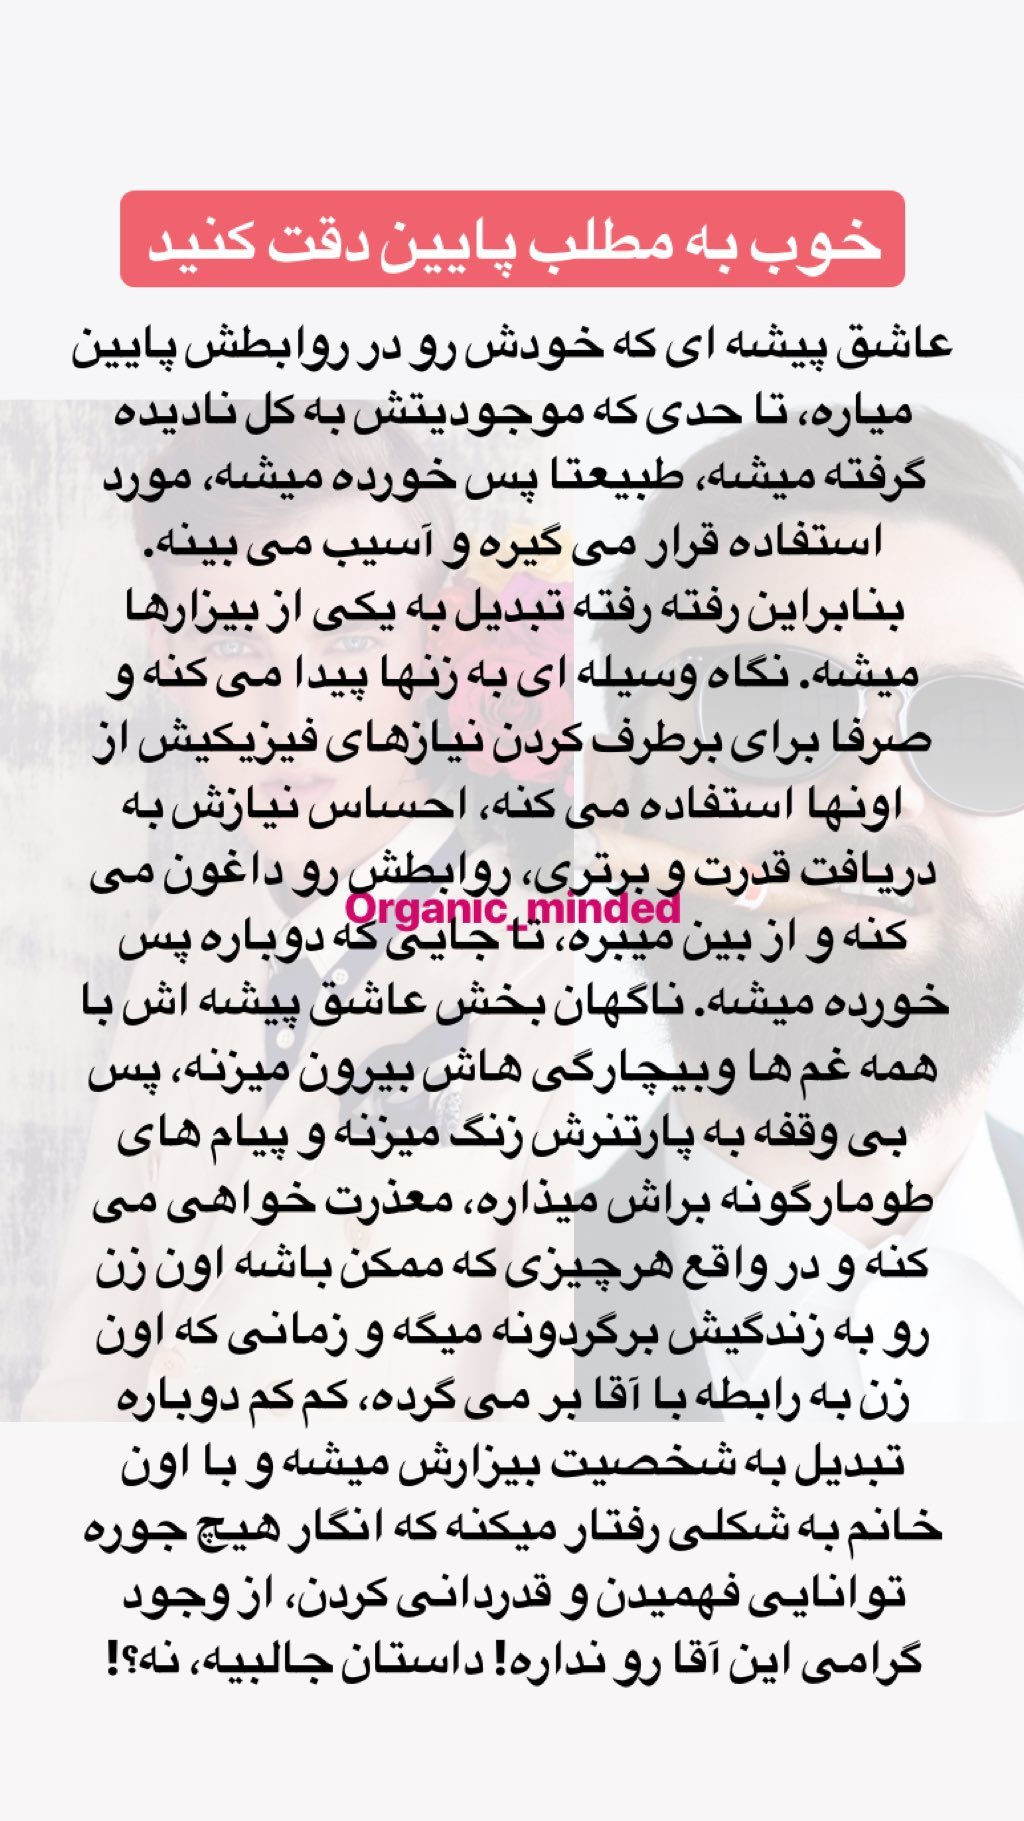 خوب به مطلب پایین دقت کنید
عاشق پیشه ای که خودش رو در روابطش پایین
میاره، تا حدی که موجودیتش به کل نادیده
گرفته میشه، طبیعتا پس خورده میشه، مورد
استفاده قرار می گیره و آسیب می بینه.
بنابراین رفته رفته تبدیل به یکی از بیزارها
میشه. نگاه وسیله ای به زنها پیدا می کنه و
صرفا برای برطرف کردن نیازهای فیزیکیش از
اونها استفاده می کنه، احساس نیازش به
دریافت قدرت و برتری، روابطش رو داغون می
Organic_minded
کنه و از بین میبره، تا جایی که دوباره پس
خورده میشه. ناگهان بخش عاشق پیشه اش با
همه غم ها وبیچارگی هاش بیرون میزنه، پس
بی وقفه به پارتنرش زنگ میزنه و پیام های
طومارگونه براش میذاره، معذرت خواهی می
کنه و در واقع هرچیزی که ممکن باشه اون زن
رو به زندگیش برگردونه میگه و زمانی که اون
زن به رابطه با آقا بر می گرده، کم کم دوباره
تبدیل به شخصیت بیزارش میشه و با اون
خانم به شکلی رفتار میکنه که انگار هیچ جوره
توانایی فهمیدن و قدردانی کردن، از وجود
گرامی این آقا رو نداره! داستان جالبیه، نه؟!